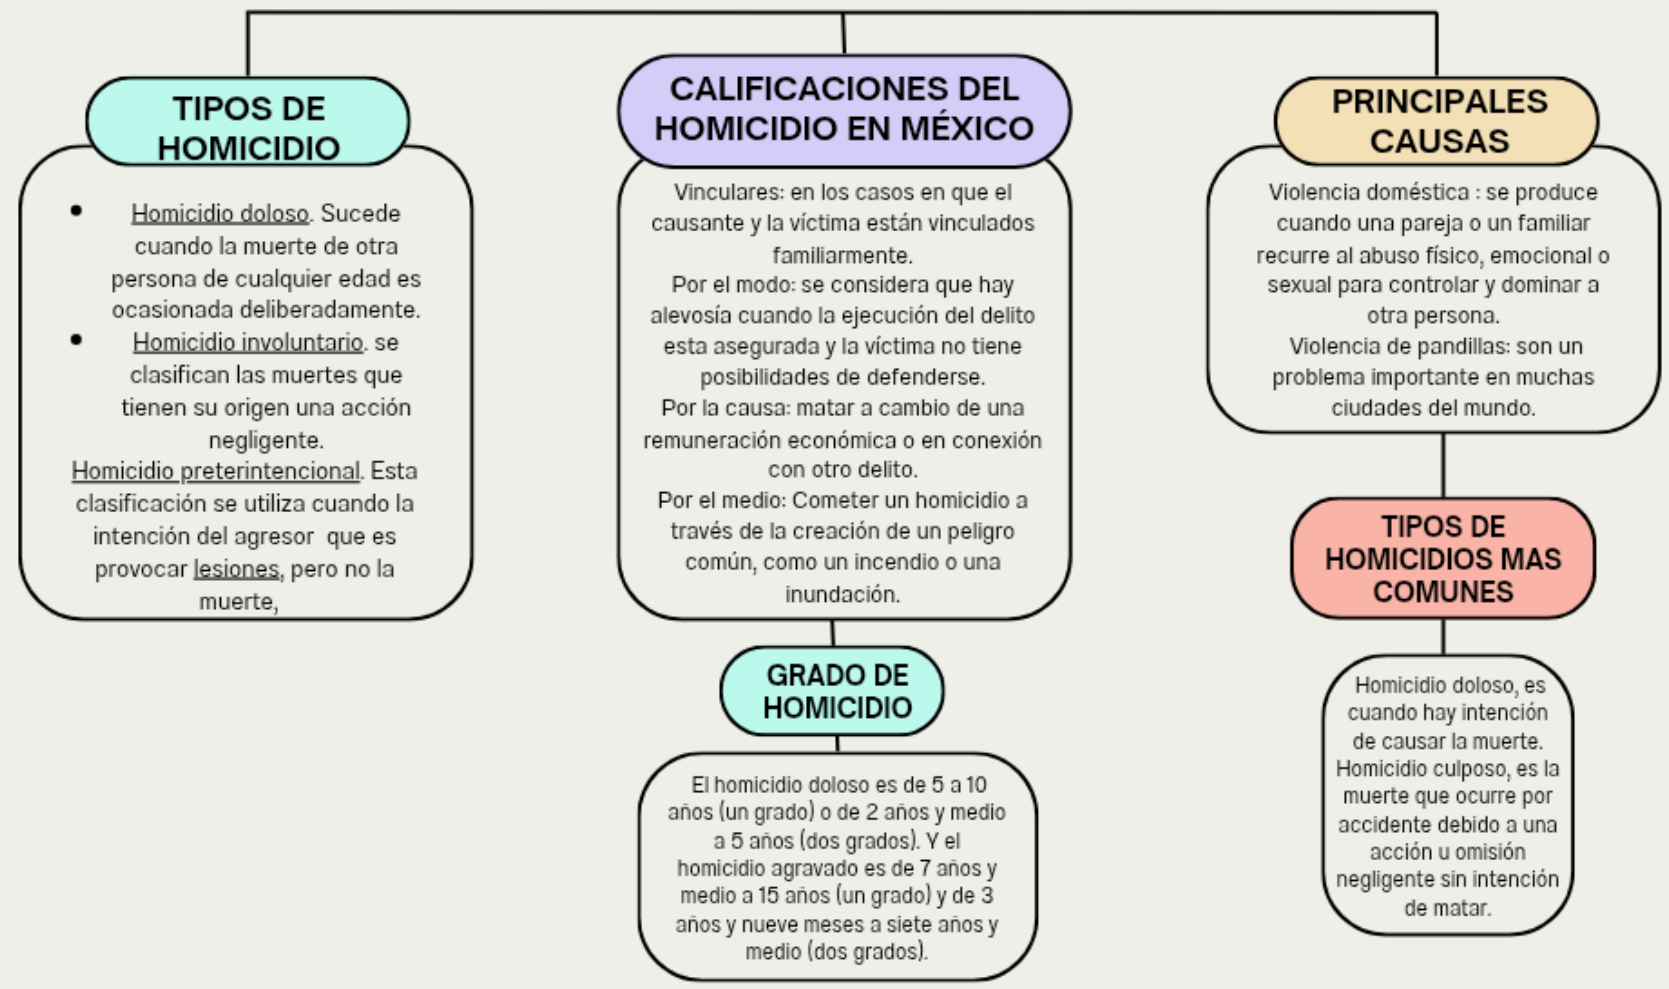 TIPOS DE
HOMICIDIO
• Homicidio doloso. Sucede
cuando la muerte de otra
persona de cualquier edad es
ocasionada deliberadamente.
• Homicidio involuntario. se
clasifican las muertes que
tienen su origen una acción
negligente.
Homicidio preterintencional. Esta
clasificación se utiliza cuando la
intención del agresor que es
provocar lesiones, pero no la
muerte,
CALIFICACIONES DEL
HOMICIDIO EN MÉXICO
Vinculares: en los casos en que el
causante y la víctima están vinculados
familiarmente.
Por el modo: se considera que hay
alevosía cuando la ejecución del delito
esta asegurada y la víctima no tiene
posibilidades de defenderse.
Por la causa: matar a cambio de una
remuneración económica o en conexión
con otro delito.
Por el medio: Cometer un homicidio a
través de la creación de un peligro
común, como un incendio o una
inundación.
GRADO DE
HOMICIDIO
El homicidio doloso es de 5 a 10
años (un grado) o de 2 años y medio
a 5 años (dos grados). Y el
homicidio agravado es de 7 años y
medio a 15 años (un grado) y de 3
años y nueve meses a siete años y
medio (dos grados).
PRINCIPALES
CAUSAS
Violencia doméstica : se produce
cuando una pareja o un familiar
recurre al abuso físico, emocional o
sexual para controlar y dominar a
otra persona.
Violencia de pandillas: son un
problema importante en muchas
ciudades del mundo.
TIPOS DE
HOMICIDIOS MAS
COMUNES
Homicidio doloso, es
cuando hay intención
de causar la muerte.
Homicidio culposo, es la
muerte que ocurre por
accidente debido a una
acción u omisión
negligente sin intención
de matar.